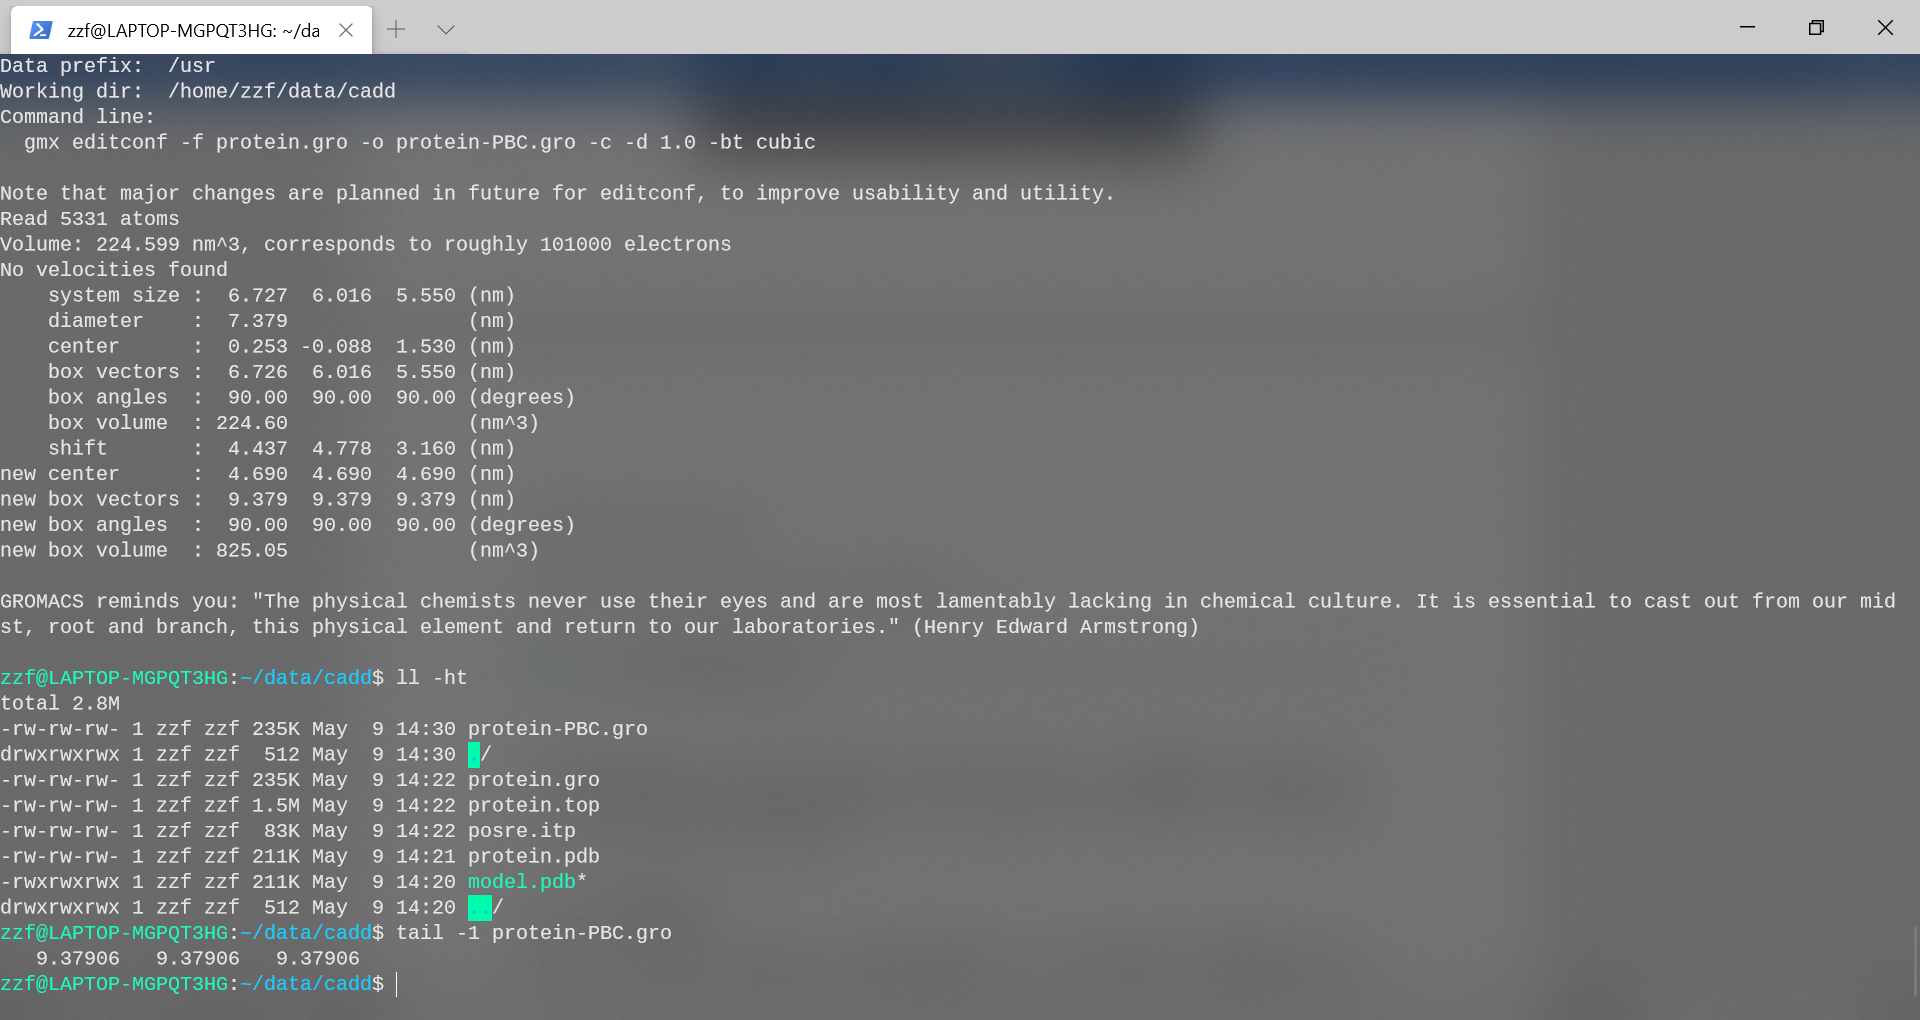 zzf@LAPTOP-MGPQT3HG: ~/da
Data prefix:  /usr
Working dir:  /home/zzf/data/cadd
Command line:
  gmx editconf -f protein.gro -o protein-PBC.gro -c -d 1.0 -bt cubic
Note that major changes are planned in future for editconf, to improve usability and utility.
Read 5331 atoms
Volume: 224.599 nm^3, corresponds to roughly 101000 electrons
No velocities found
    system size :  6.727  6.016  5.550 (nm)
    diameter    :  7.379               (nm)
    center      :  0.253 -0.088  1.530 (nm)
    box vectors :  6.726  6.016  5.550 (nm)
    box angles  :  90.00  90.00  90.00 (degrees)
    box volume  : 224.60               (nm^3)
    shift       :  4.437  4.778  3.160 (nm)
new center      :  4.690  4.690  4.690 (nm)
new box vectors :  9.379  9.379  9.379 (nm)
new box angles  :  90.00  90.00  90.00 (degrees)
new box volume  : 825.05               (nm^3)
GROMACS reminds you: "The physical chemists never use their eyes and are most lamentably lacking in chemical culture. It is essential to cast out from our mid
st, root and branch, this physical element and return to our laboratories." (Henry Edward Armstrong)
zzf@LAPTOP-MGPQT3HG:~/data/cadd$ ll -ht
total 2.8M
-rw-rw-rw- 1 zzf zzf 235K May  9 14:30 protein-PBC.gro
drwxrwxrwx 1 zzf zzf  512 May  9 14:30 ./
-rw-rw-rw- 1 zzf zzf 235K May  9 14:22 protein.gro
-rw-rw-rw- 1 zzf zzf 1.5M May  9 14:22 protein.top
-rw-rw-rw- 1 zzf zzf  83K May  9 14:22 posre.itp
-rw-rw-rw- 1 zzf zzf 211K May  9 14:21 protein.pdb
-rwxrwxrwx 1 zzf zzf 211K May  9 14:20 model.pdb*
drwxrwxrwx 1 zzf zzf  512 May  9 14:20 ../
zzf@LAPTOP-MGPQT3HG:~/data/cadd$ tail -1 protein-PBC.gro
   9.37906   9.37906   9.37906
zzf@LAPTOP-MGPQT3HG:~/data/cadd$